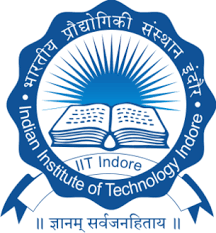 • भारतीय प्रौद्योगिकी संस्थान इंदौर •
Indian Institute of Technology Indore
IIT Indore
॥ ज्ञानम् सर्वजनहिताय ॥